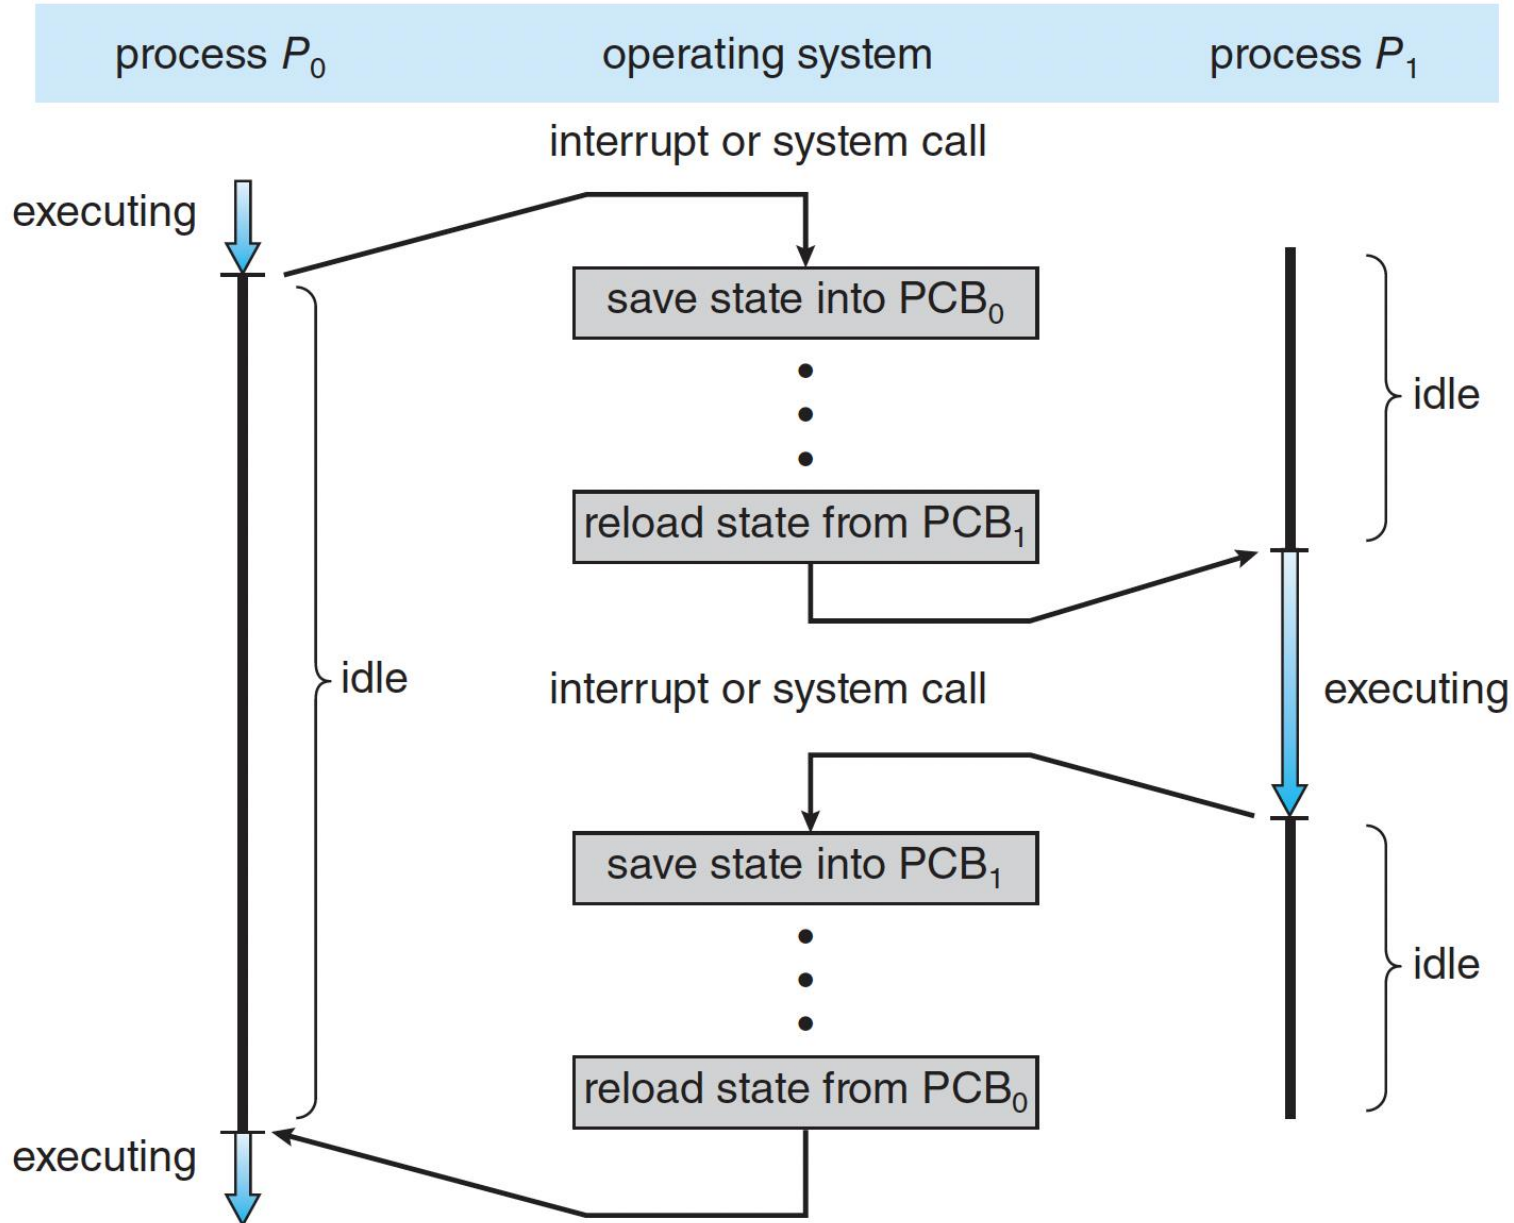 process P₀ operating system process P₁
interrupt or system call
executing
save state into PCB₀
idle
reload state from PCB₁
idle
interrupt or system call
executing
save state into PCB₁
idle
reload state from PCB₀
executing